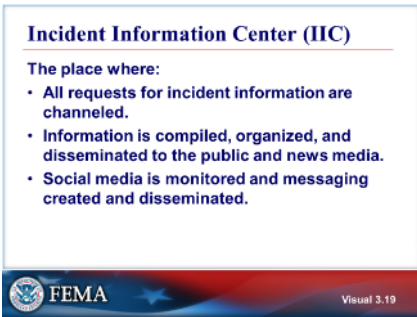 Incident Information Center (IIC)
The place where:
• All requests for incident information are
channeled.
• Information is compiled, organized, and
disseminated to the public and news media.
• Social media is monitored and messaging
created and disseminated.
FEMA
Visual 3.19